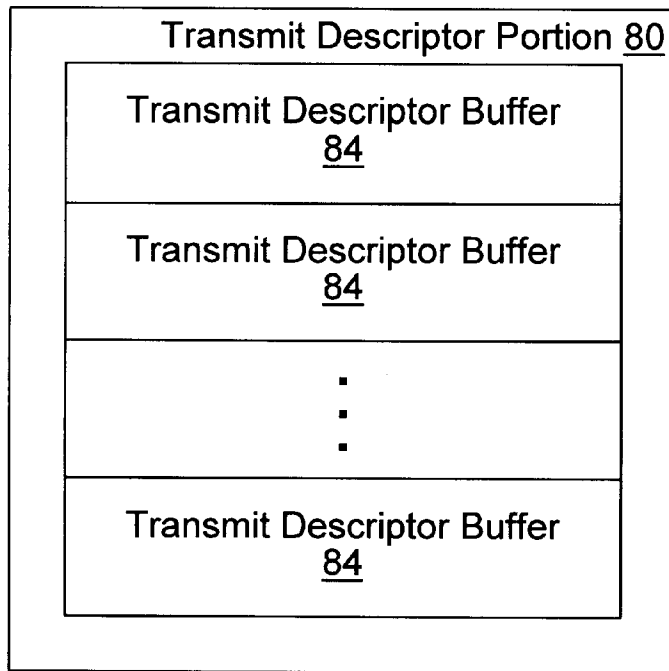 Transmit Descriptor Portion 80
Transmit Descriptor Buffer
84
Transmit Descriptor Buffer
84
Transmit Descriptor Buffer
84